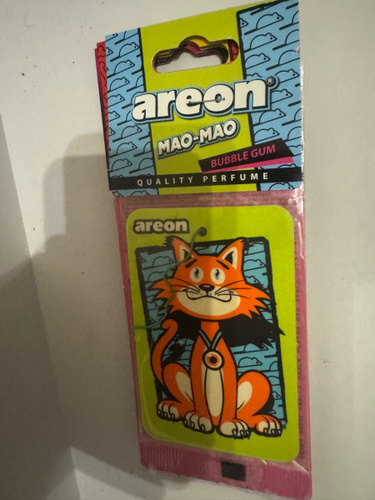 areon®
MAO-MAO
BUBBLE GUM
QUALITY PERFUME
areon